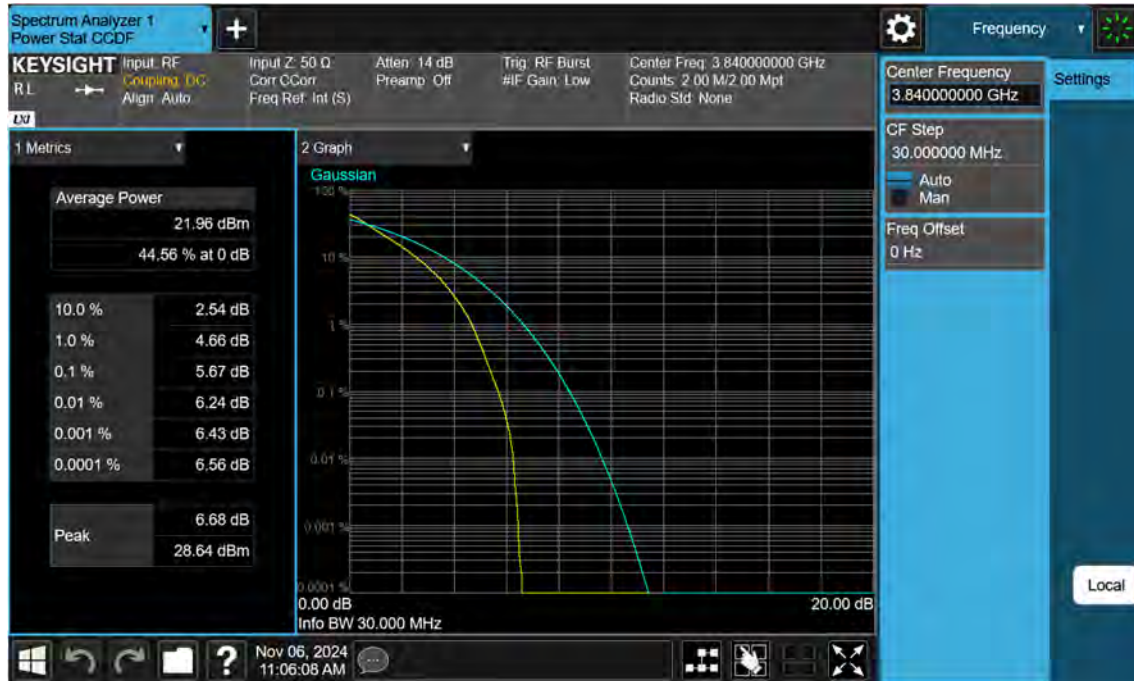 Spectrum Analyzer 1
Power Stat CCDF
+
Frequency
KEYSIGHT
RL
LXI
Input: RF
Coupling: DC
Align: Auto
Input Z: 50 Ω
Corr CCorr
Freq Ref: Int (S)
Atten: 14 dB
Preamp: Off
Trig: RF Burst
#IF Gain: Low
Center Freq: 3.840000000 GHz
Counts: 2.00 M/2.00 Mpt
Radio Std: None
Center Frequency
3.840000000 GHz
Settings
CF Step
30.000000 MHz
Auto
Man
Freq Offset
0 Hz
1 Metrics
Average Power
21.96 dBm
44.56 % at 0 dB
10.0 % 2.54 dB
1.0 % 4.66 dB
0.1 % 5.67 dB
0.01 % 6.24 dB
0.001 % 6.43 dB
0.0001 % 6.56 dB
Peak
6.68 dB
28.64 dBm
2 Graph
Gaussian
100 %
10 %
1 %
0.1 %
0.01 %
0.001 %
0.0001 %
0.00 dB 20.00 dB
Info BW 30.000 MHz
Local
?
Nov 06, 2024
11:06:08 AM